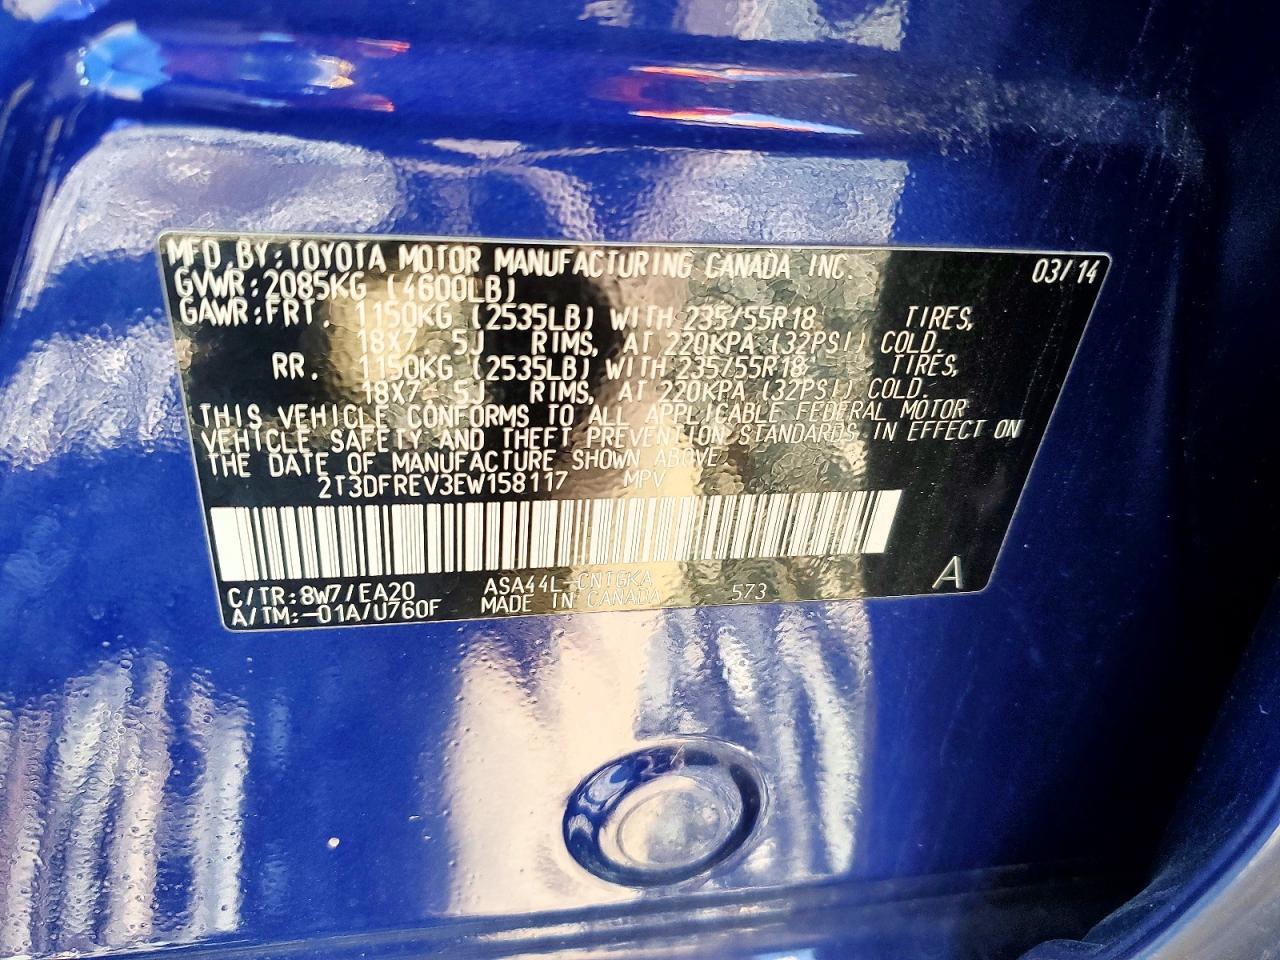 MFD. BY: TOYOTA MOTOR MANUFACTURING CANADA INC. 03/14
GVWR: 2085KG (4600LB)
GAWR: FRT. 1150KG (2535LB) WITH 235/55R18 TIRES,
18X7 5J RIMS, AT 220KPA (32PSI) COLD.
RR. 1150KG (2535LB) WITH 235/55R18 TIRES,
18X7 5J RIMS, AT 220KPA (32PSI) COLD.
THIS VEHICLE CONFORMS TO ALL APPLICABLE FEDERAL MOTOR
VEHICLE SAFETY AND THEFT PREVENTION STANDARDS IN EFFECT ON
THE DATE OF MANUFACTURE SHOWN ABOVE.
2T3DFREV3EW158117 MPV
C/TR: 8W7/EA20 ASA44L-CNTGKA 573 A
A/TM: -01A/U760F MADE IN CANADA